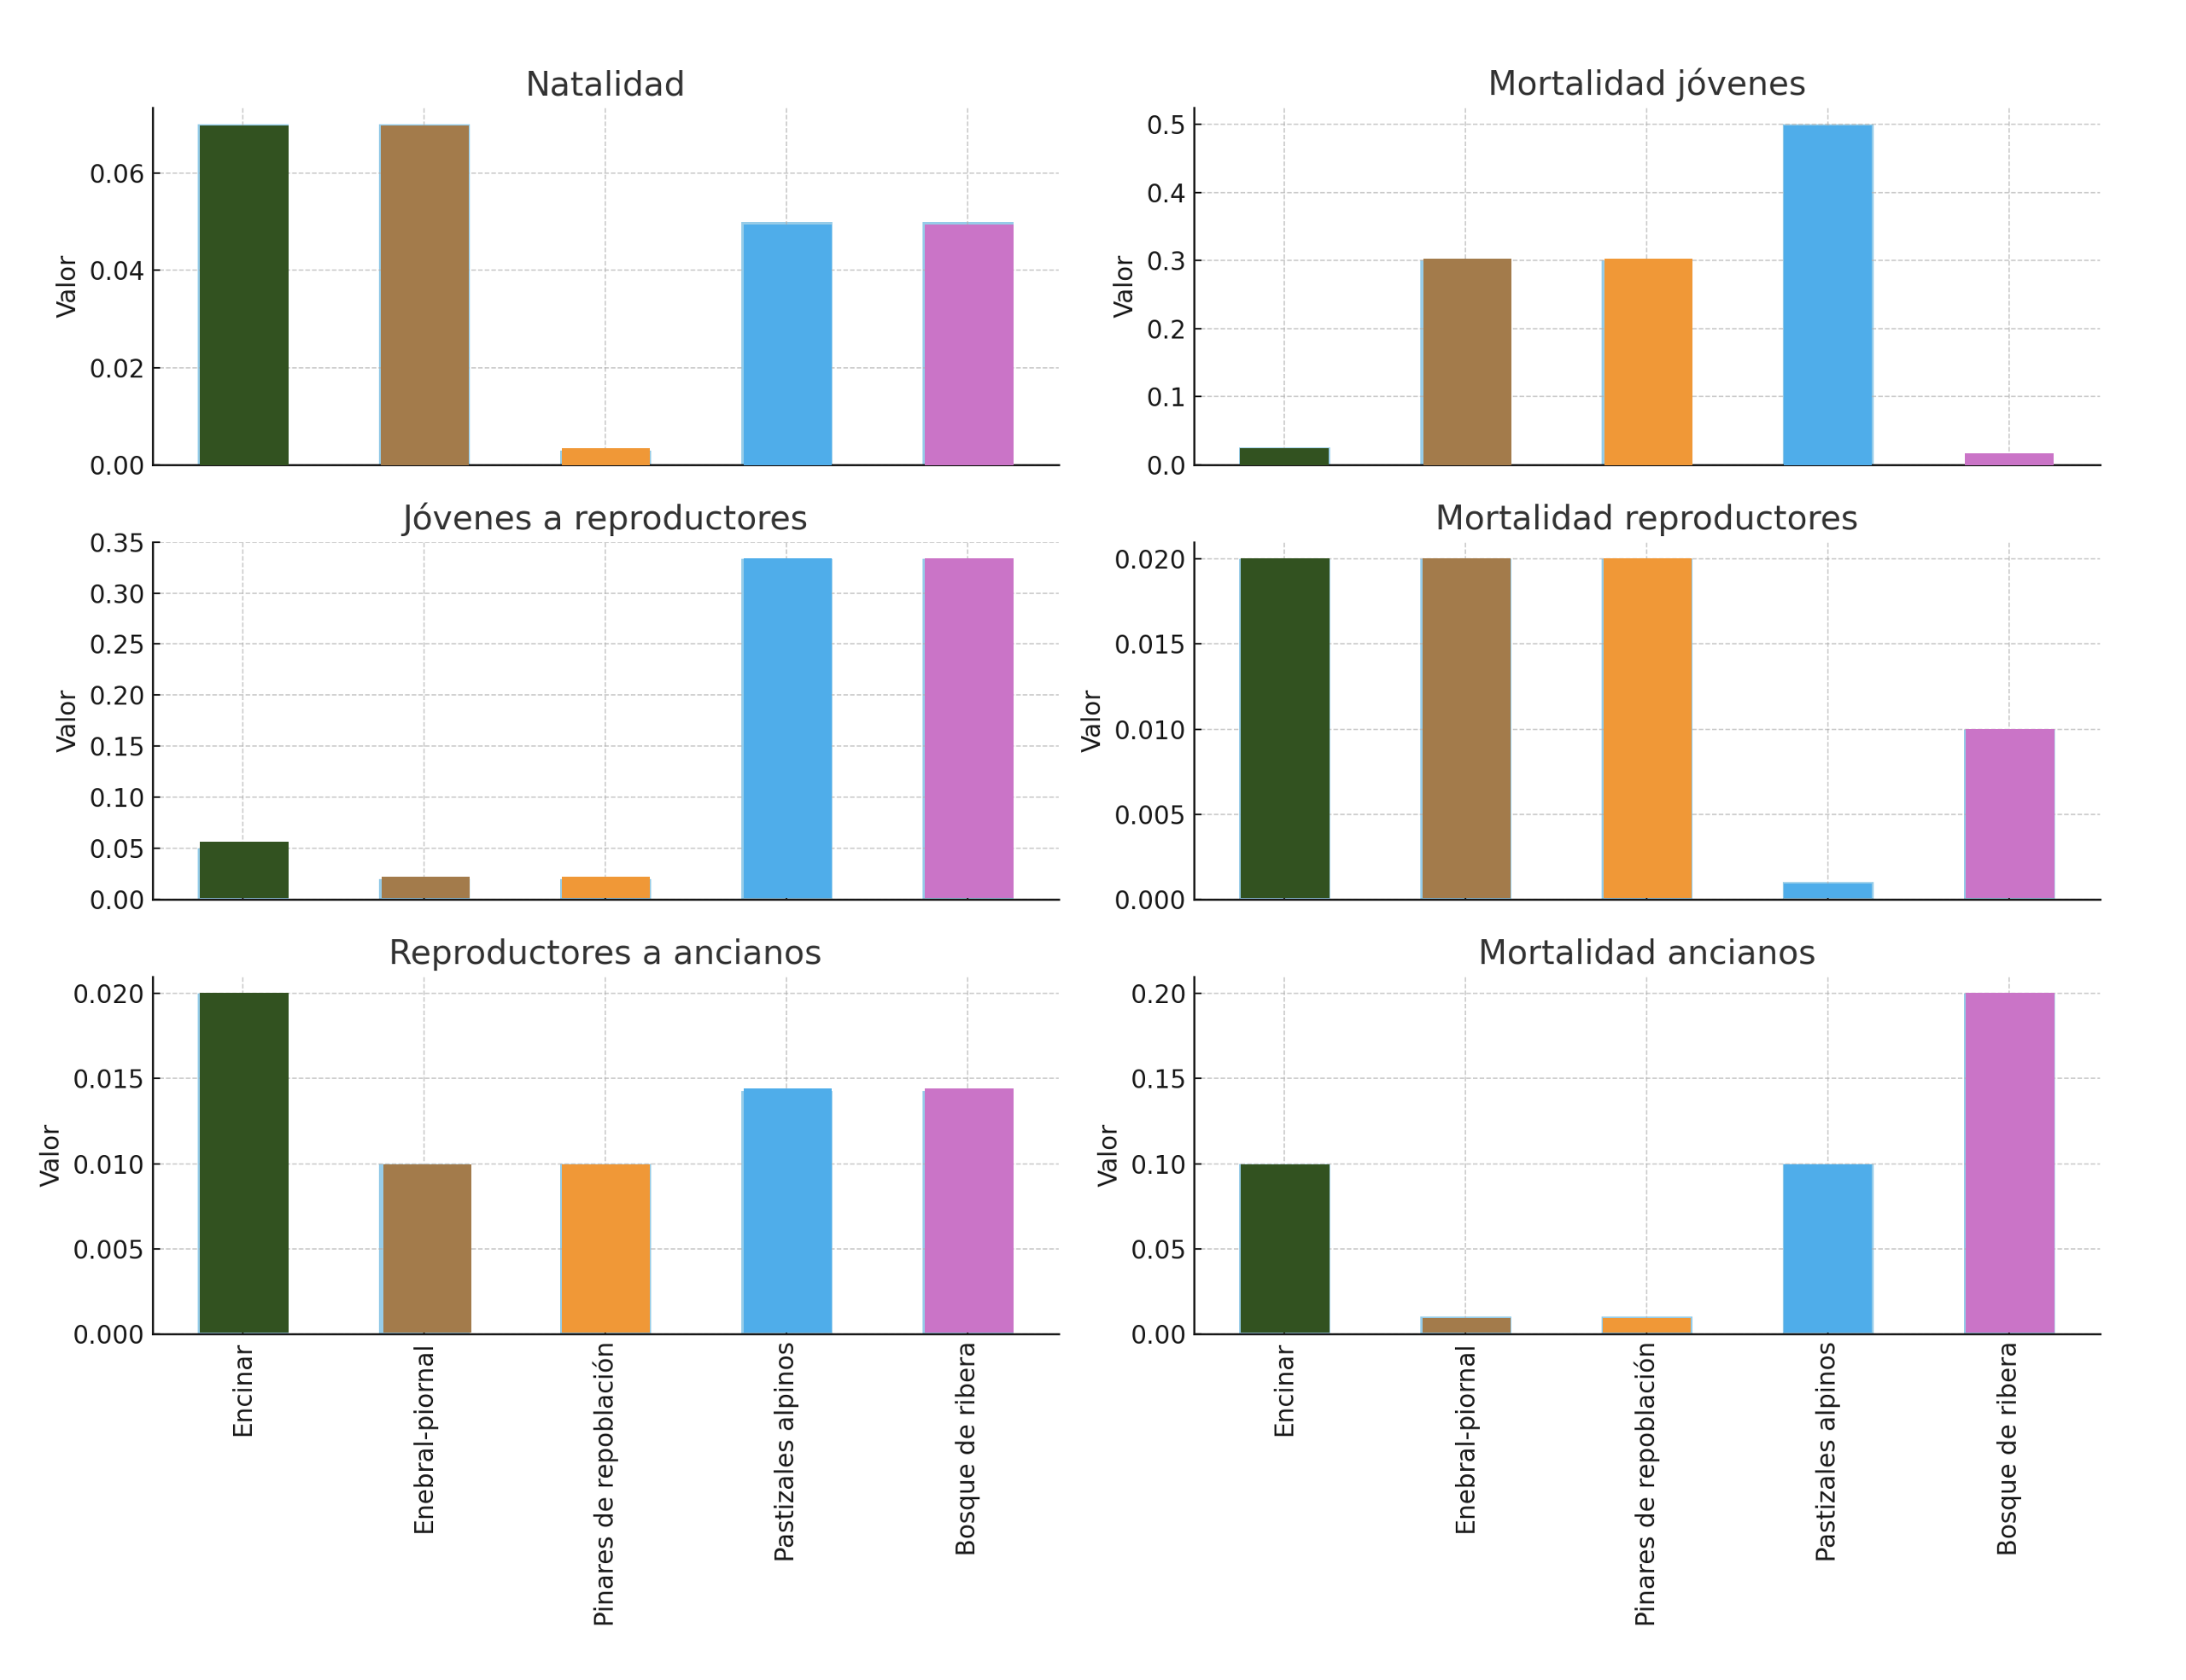 Natalidad
Valor
0.06
0.04
0.02
0.00
Mortalidad jóvenes
Valor
0.5
0.4
0.3
0.2
0.1
0.0
Jóvenes a reproductores
Valor
0.35
0.30
0.25
0.20
0.15
0.10
0.05
0.00
Mortalidad reproductores
Valor
0.020
0.015
0.010
0.005
0.000
Reproductores a ancianos
Valor
0.020
0.015
0.010
0.005
0.000
Encinar
Enebral-piornal
Pinares de repoblación
Pastizales alpinos
Bosque de ribera
Mortalidad ancianos
Valor
0.20
0.15
0.10
0.05
0.00
Encinar
Enebral-piornal
Pinares de repoblación
Pastizales alpinos
Bosque de ribera